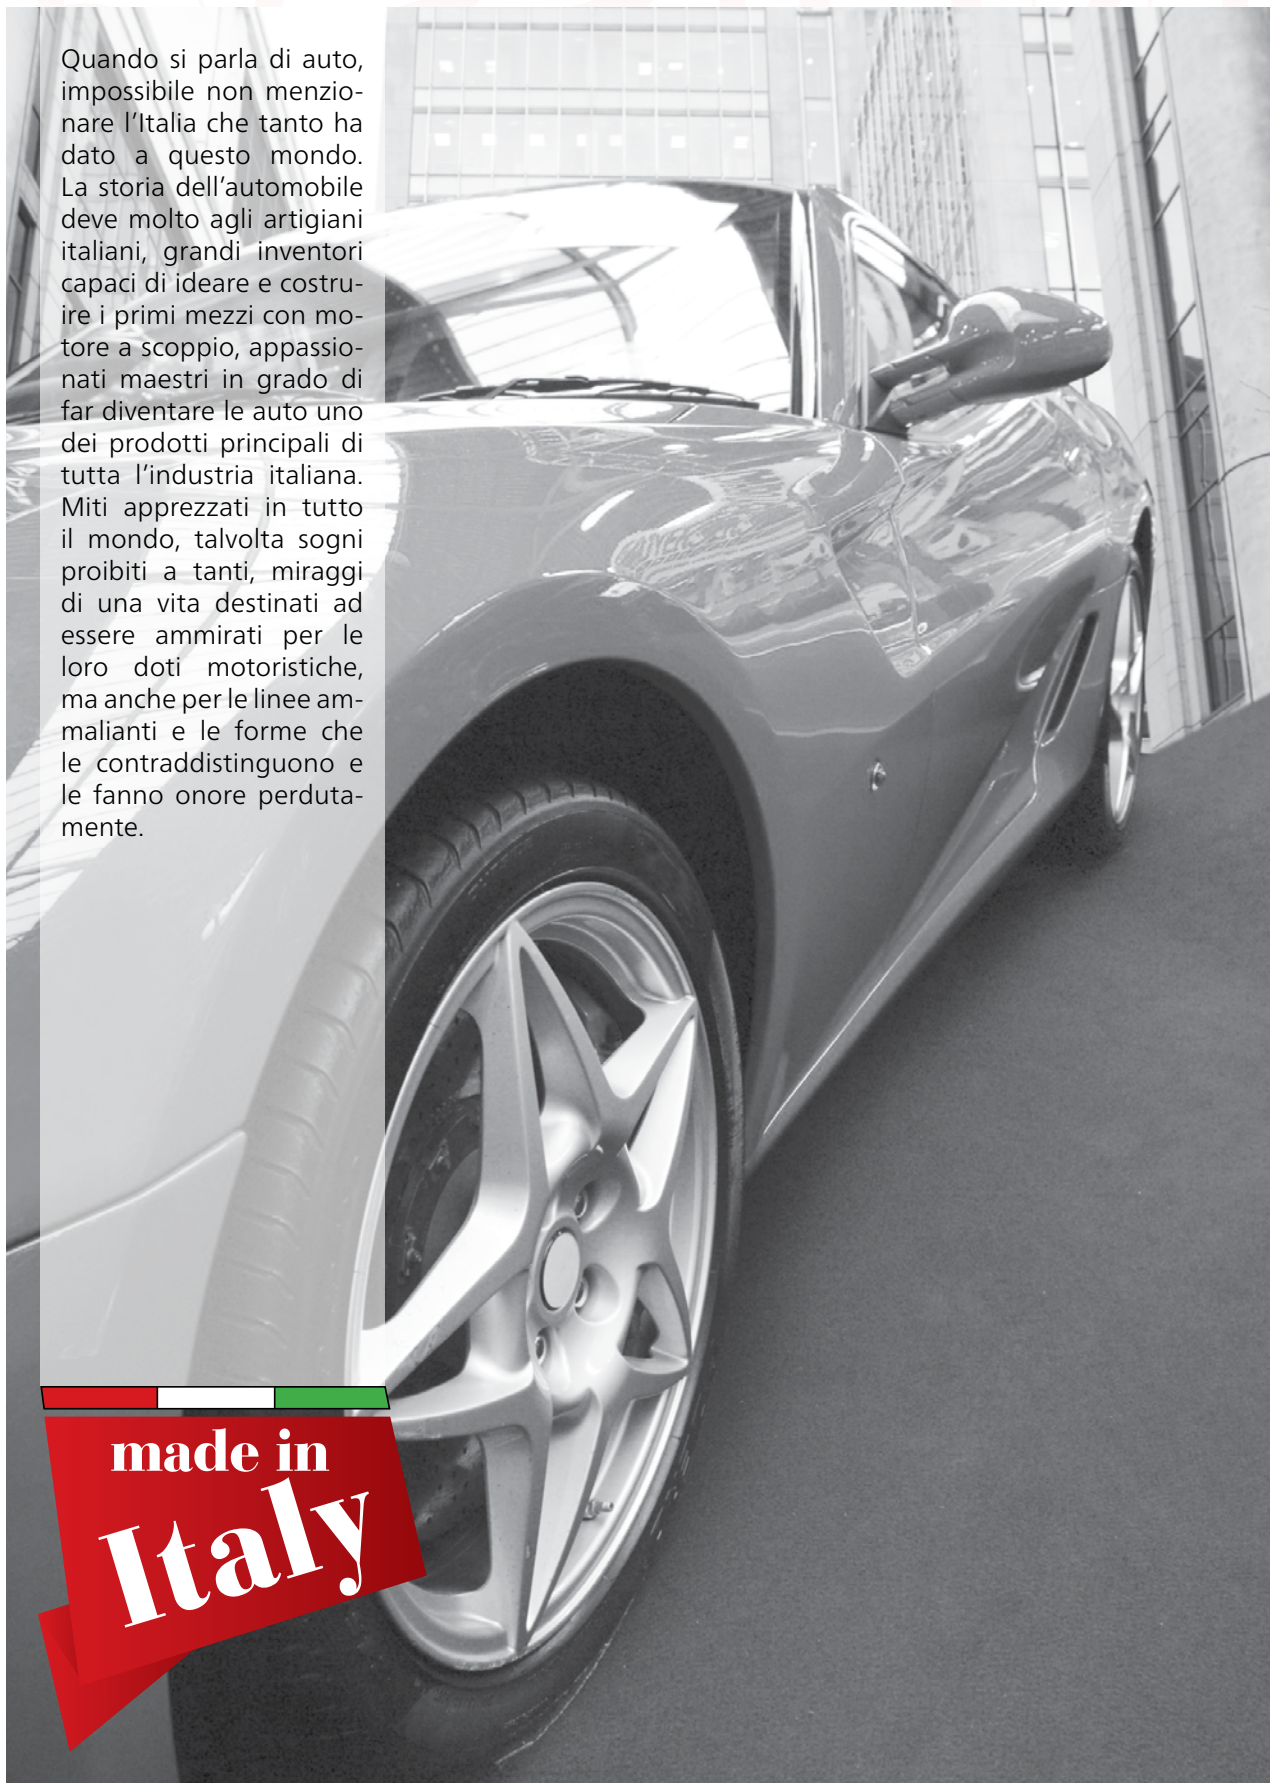 Quando si parla di auto,
impossibile non menzio-
nare l'Italia che tanto ha
dato a questo mondo.
La storia dell'automobile
deve molto agli artigiani
italiani, grandi inventori
capaci di ideare e costru-
ire i primi mezzi con mo-
tore a scoppio, appassio-
nati maestri in grado di
far diventare le auto uno
dei prodotti principali di
tutta l'industria italiana.
Miti apprezzati in tutto
il mondo, talvolta sogni
proibiti a tanti, miraggi
di una vita destinati ad
essere ammirati per le
loro doti motoristiche,
ma anche per le linee am-
malianti e le forme che
le contraddistinguono e
le fanno onore perduta-
mente.
made in
Italy